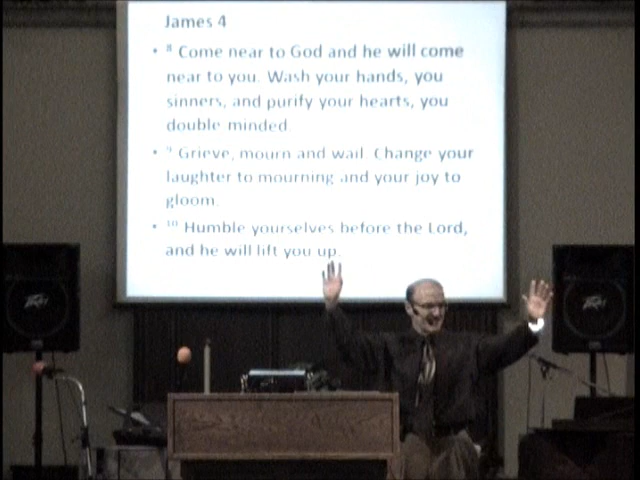 James 4
• ⁸ Come near to God and he will come
near to you. Wash your hands, you
sinners, and purify your hearts, you
double minded.
• ⁹ Grieve, mourn and wail. Change your
laughter to mourning and your joy to
gloom.
• ¹⁰ Humble yourselves before the Lord,
and he will lift you up.
PEAVEY
PEAVEY